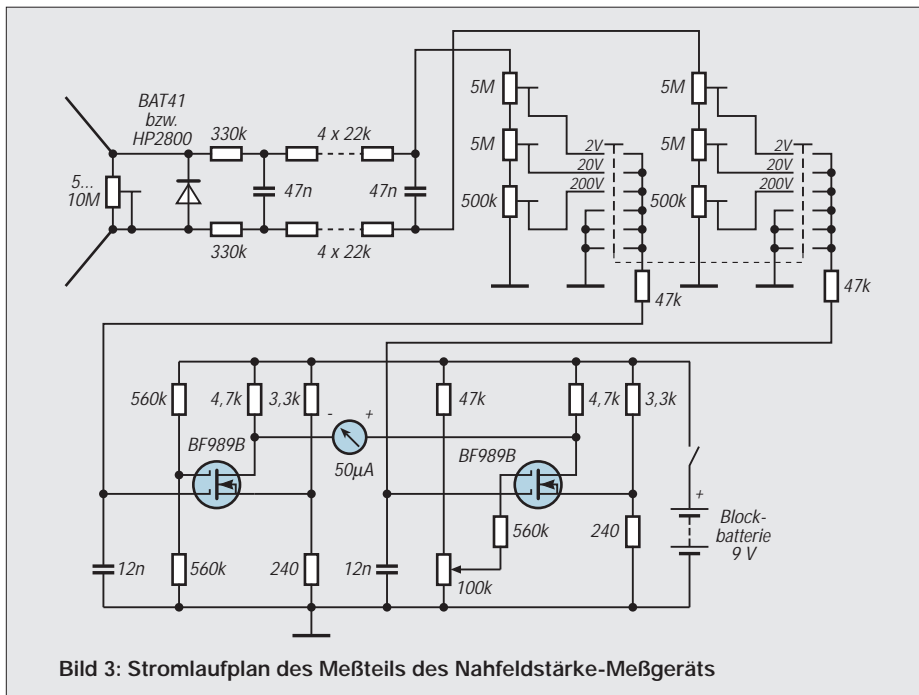 BAT41
bzw.
HP2800
330k
4 x 22k
5...
10M
47n
47n
330k
4 x 22k
5M
5M
500k
2V
20V
200V
47k
5M
5M
500k
2V
20V
200V
47k
560k
4,7k
3,3k
47k
4,7k
3,3k
- +
50µA
BF989B
BF989B
560k
12n
560k
240
12n
100k
240
+
Block-
batterie
9 V
Bild 3: Stromlaufplan des Meßteils des Nahfeldstärke-Meßgeräts